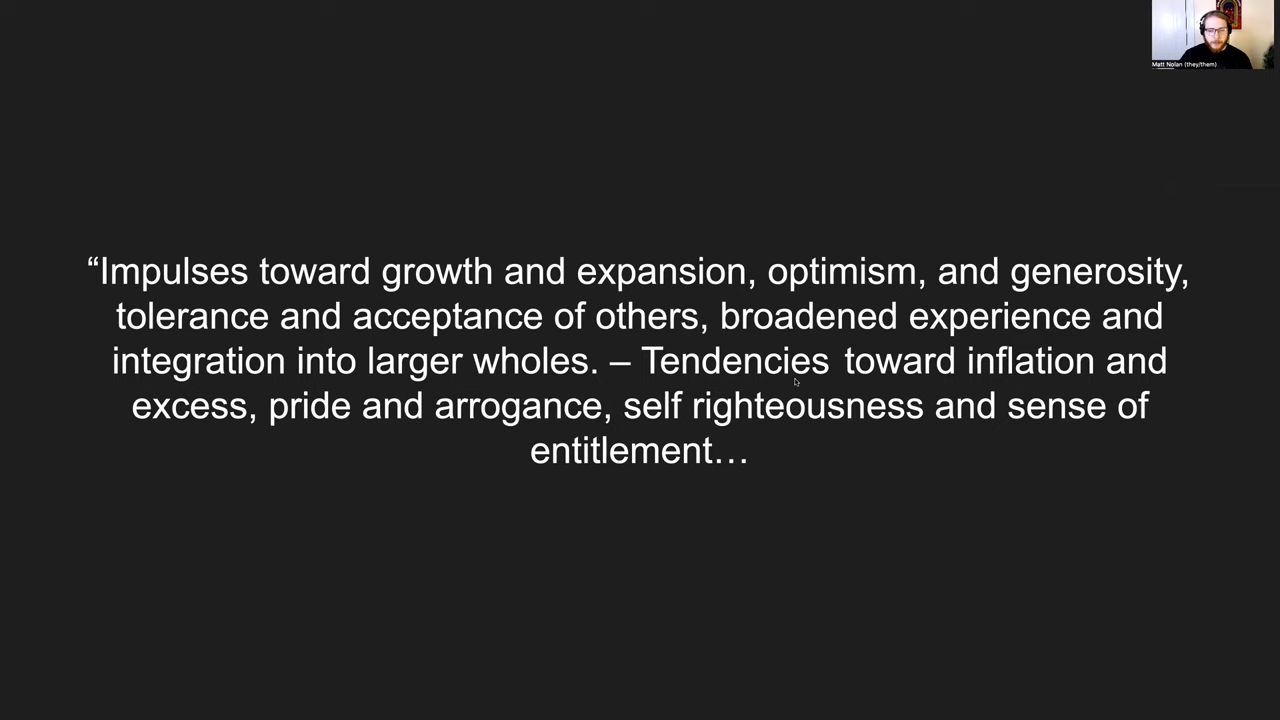 Matt Nolan (they/them)
“Impulses toward growth and expansion, optimism, and generosity,
tolerance and acceptance of others, broadened experience and
integration into larger wholes. – Tendencies toward inflation and
excess, pride and arrogance, self righteousness and sense of
entitlement…